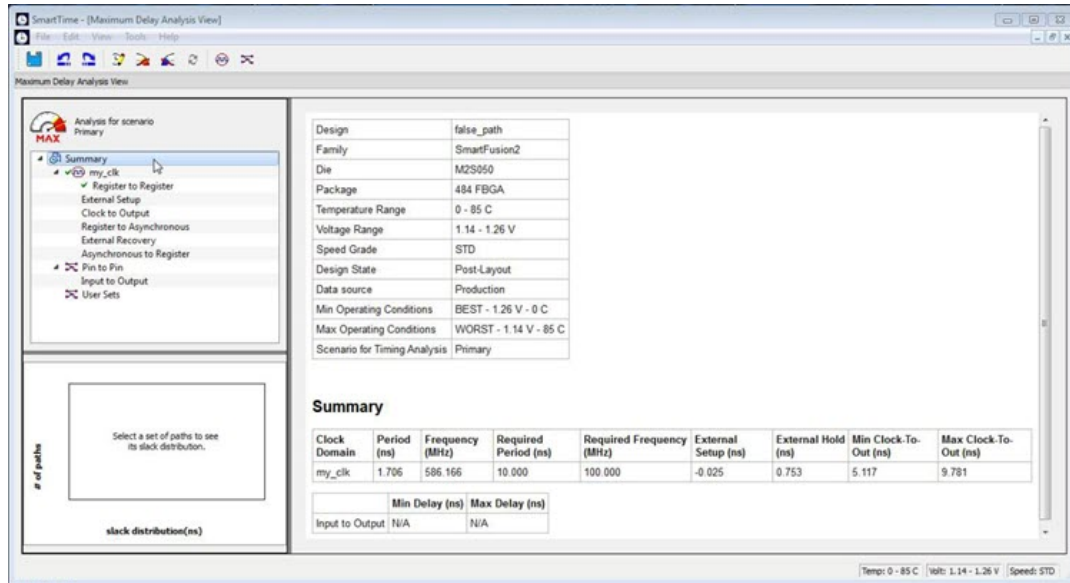 SmartTime - [Maximum Delay Analysis View]
File Edit View Tools Help
Maximum Delay Analysis View
Analysis for scenario
Primary
MAX
Summary
my_clk
Register to Register
External Setup
Clock to Output
Register to Asynchronous
External Recovery
Asynchronous to Register
Pin to Pin
Input to Output
User Sets
# of paths
Select a set of paths to see
its slack distribution.
slack distribution(ns)
Design false_path
Family SmartFusion2
Die M2S050
Package 484 FBGA
Temperature Range 0 - 85 C
Voltage Range 1.14 - 1.26 V
Speed Grade STD
Design State Post-Layout
Data source Production
Min Operating Conditions BEST - 1.26 V - 0 C
Max Operating Conditions WORST - 1.14 V - 85 C
Scenario for Timing Analysis Primary
Summary
Clock Period Frequency Required Required Frequency External External Hold Min Clock-To- Max Clock-To-
Domain (ns) (MHz) Period (ns) (MHz) Setup (ns) (ns) Out (ns) Out (ns)
my_clk 1.706 586.166 10.000 100.000 -0.025 0.753 5.117 9.781
Min Delay (ns) Max Delay (ns)
Input to Output N/A N/A
Temp: 0 - 85 C Volt: 1.14 - 1.26 V Speed: STD